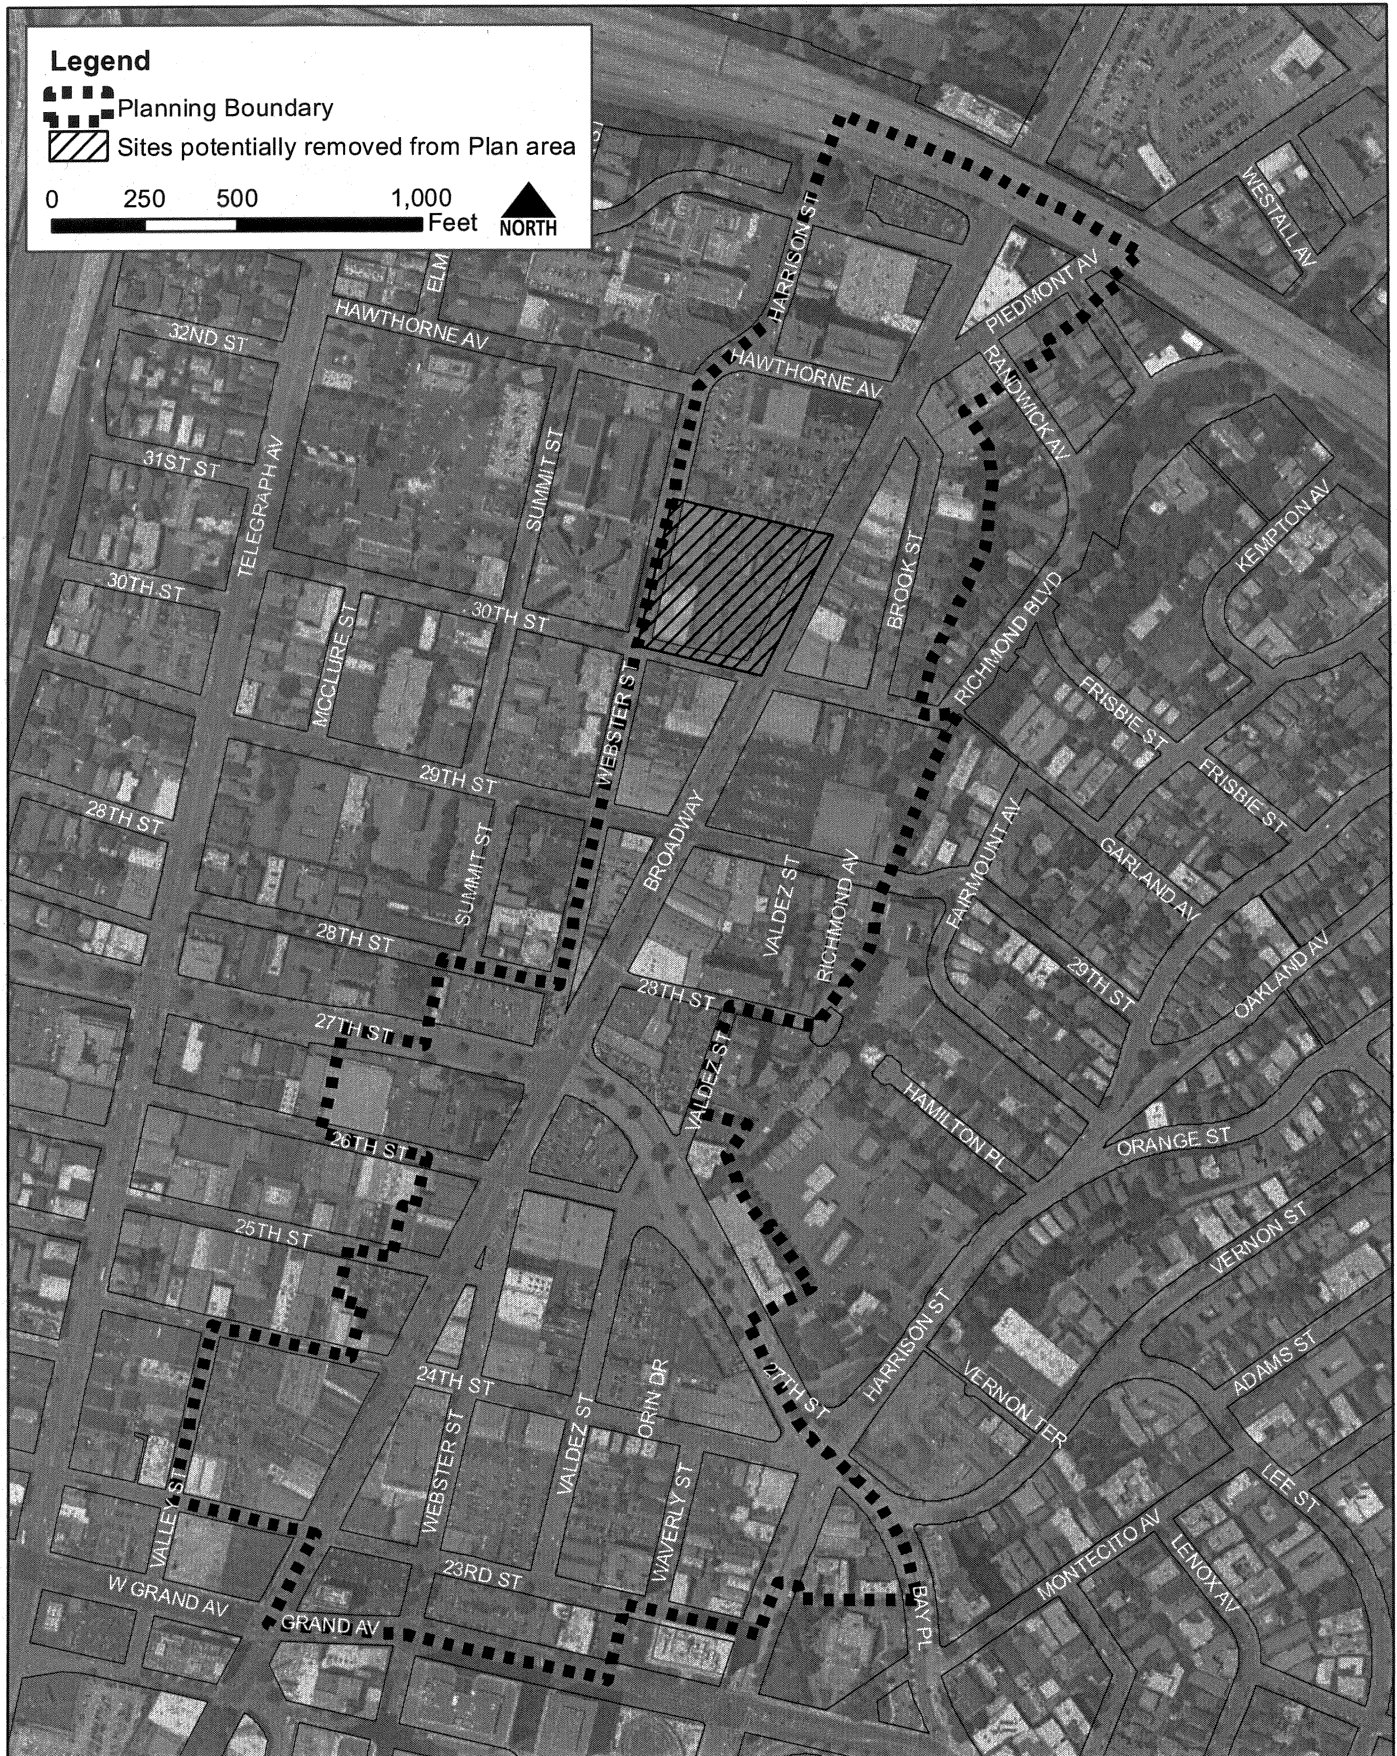 Legend
Planning Boundary
Sites potentially removed from Plan area
0 250 500 1,000
Feet
NORTH
WESTALL AV
HARRISON ST
ELM
PIEDMONT AV
HAWTHORNE AV
32ND ST
HAWTHORNE AV
RANDWICK AV
31ST ST
TELEGRAPH AV
SUMMIT ST
KEMPTON AV
BROOK ST
30TH ST
30TH ST
MCCLURE ST
RICHMOND BLVD
WEBSTER ST
FRISBIE ST
FRISBIE ST
29TH ST
28TH ST
BROADWAY
SUMMIT ST
VALDEZ ST
RICHMOND AV
FAIRMOUNT AV
GARLAND AV
28TH ST
29TH ST
OAKLAND AV
28TH ST
27TH ST
VALDEZ ST
HAMILTON PL
26TH ST
ORANGE ST
25TH ST
VERNON ST
HARRISON ST
24TH ST
ORIN DR
27TH ST
VERNON TER
ADAMS ST
WEBSTER ST
VALDEZ ST
WAVERLY ST
VALLEY ST
LEE ST
MONTECITO AV
LENOX AV
23RD ST
W GRAND AV
GRAND AV
BAY PL